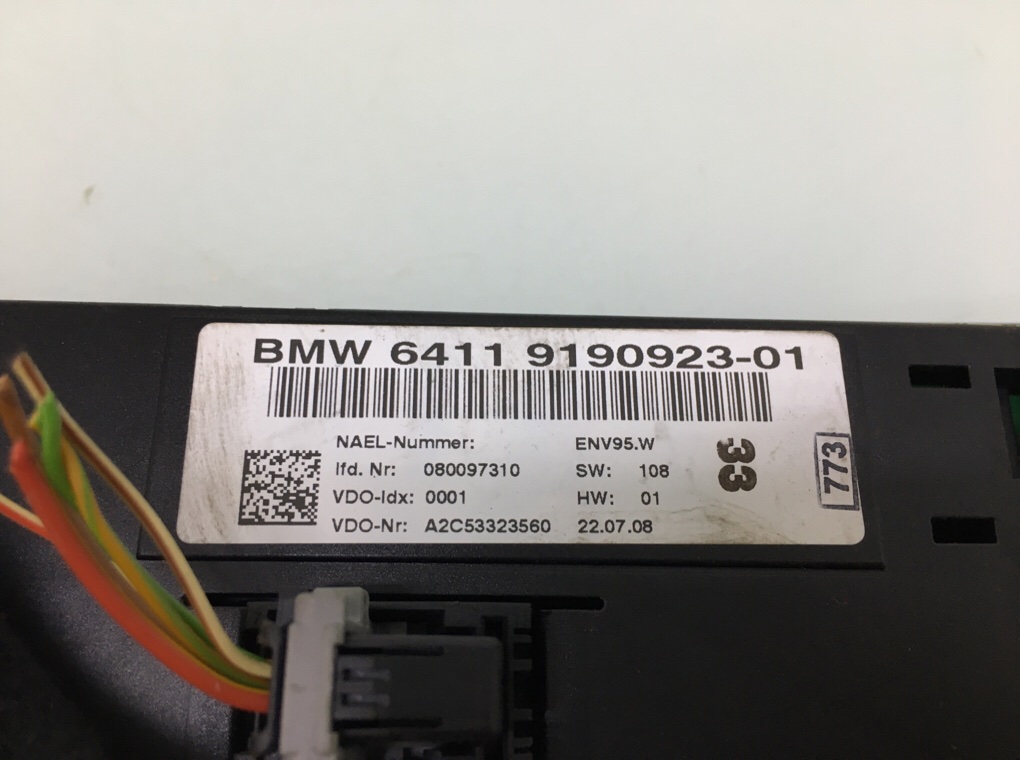 BMW 6411 9190923-01
NAEL-Nummer: ENV95.W
lfd. Nr: 080097310 SW: 108
VDO-Idx: 0001 HW: 01
VDO-Nr: A2C53323560 22.07.08
33
773